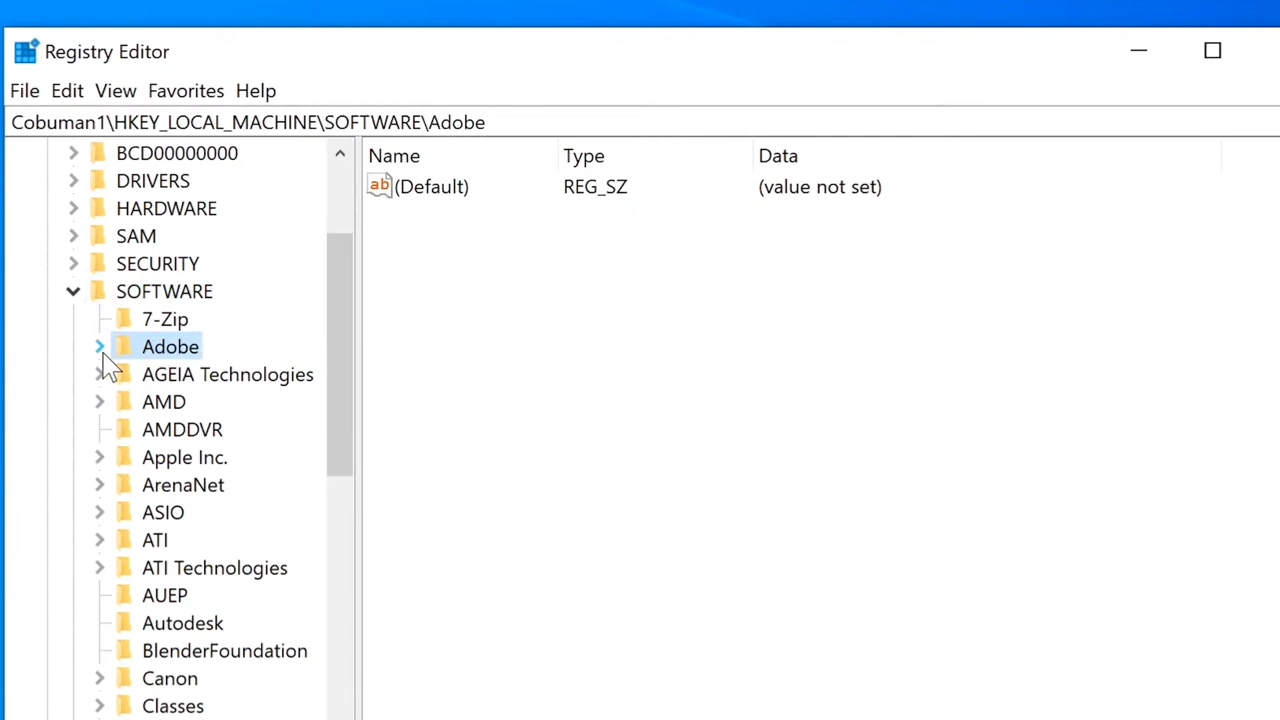 Registry Editor
File Edit View Favorites Help
Cobuman1\HKEY_LOCAL_MACHINE\SOFTWARE\Adobe
BCD00000000
DRIVERS
HARDWARE
SAM
SECURITY
SOFTWARE
7-Zip
Adobe
AGEIA Technologies
AMD
AMDDVR
Apple Inc.
ArenaNet
ASIO
ATI
ATI Technologies
AUEP
Autodesk
BlenderFoundation
Canon
Classes
Name Type Data
ab (Default) REG_SZ (value not set)